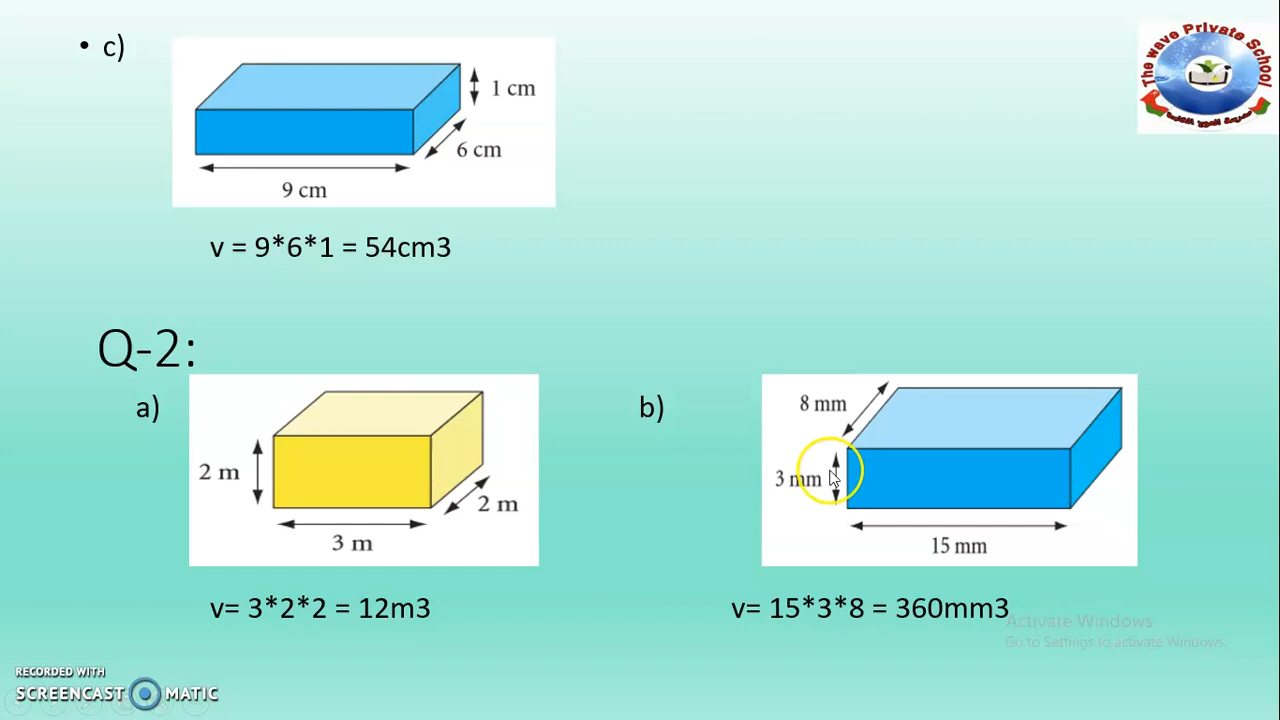 • c)
The wave Private School
1 cm
6 cm
9 cm
v = 9*6*1 = 54cm3
Q-2:
a)
2 m
2 m
3 m
v= 3*2*2 = 12m3
b)
8 mm
3 mm
15 mm
v= 15*3*8 = 360mm3
Activate Windows
Go to Settings to activate Windows.
RECORDED WITH
SCREENCAST MATIC